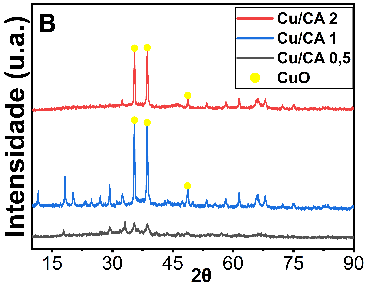 B
Cu/CA 2
Cu/CA 1
Cu/CA 0,5
CuO
Intensidade (u.a.)
15 30 45 60 75 90
2θ